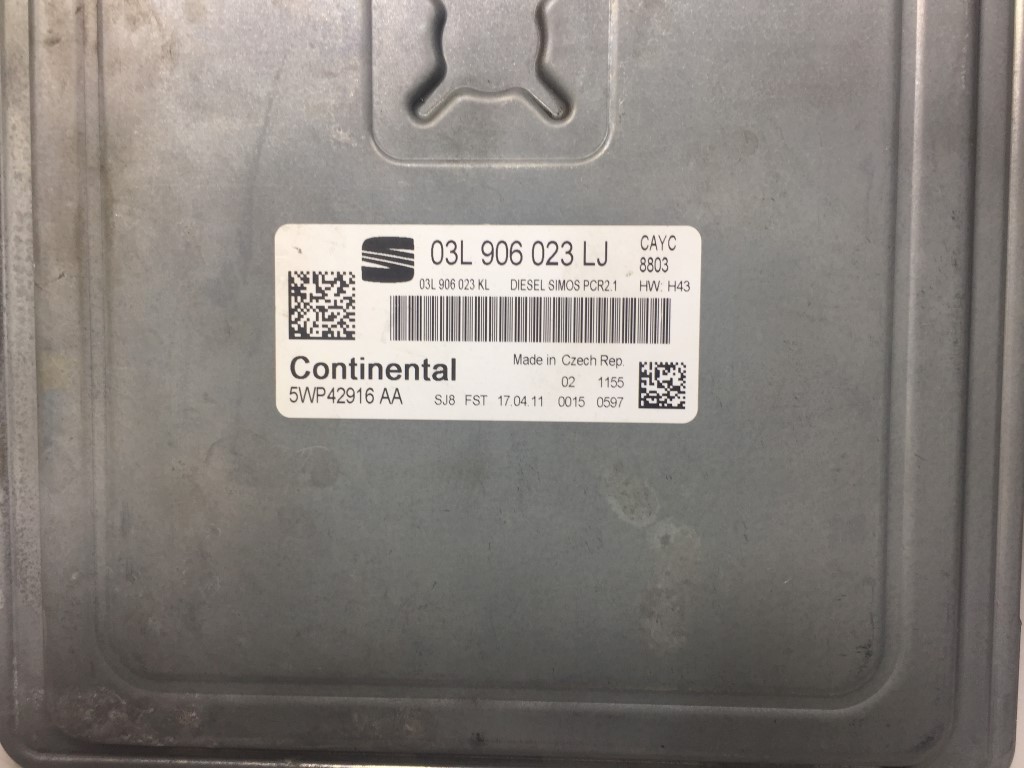 03L 906 023 LJ
CAYC
8803
03L 906 023 KL DIESEL SIMOS PCR2.1 HW: H43
Continental
Made in Czech Rep.
02 1155
5WP42916 AA SJ8 FST 17.04.11 0015 0597